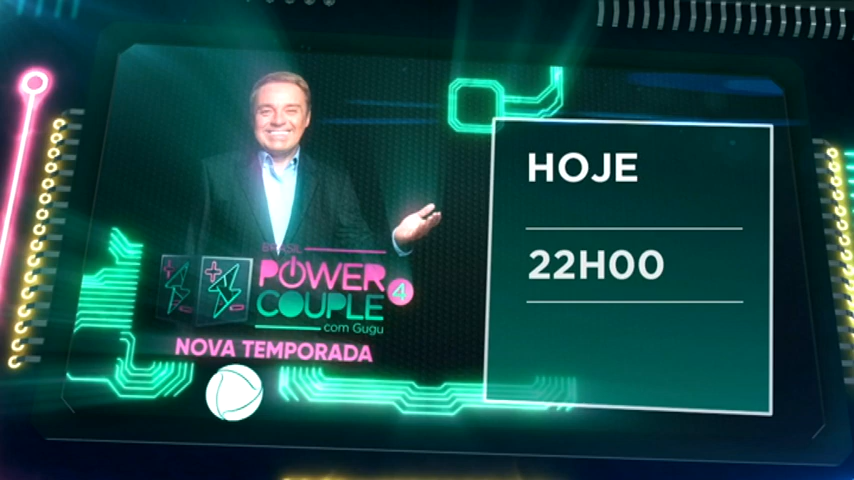 BRASIL
POWER
COUPLE 4
com Gugu
NOVA TEMPORADA
HOJE
22H00